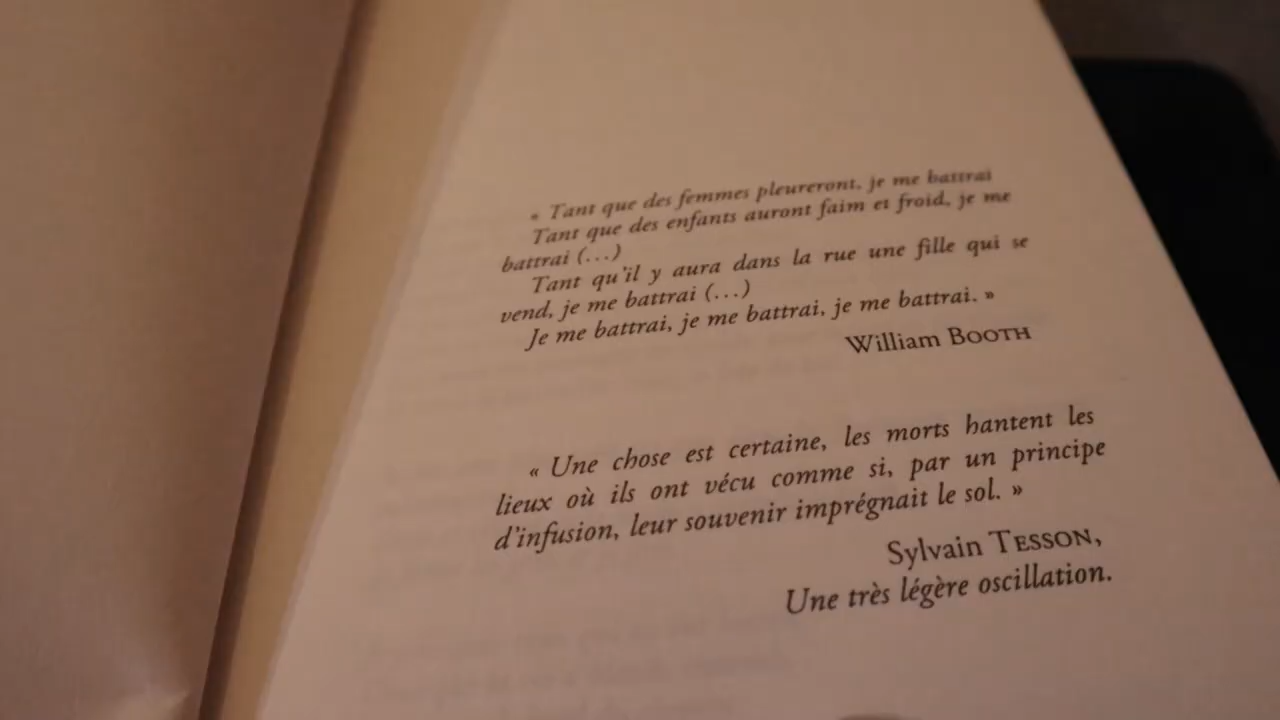 « Tant que des femmes pleureront, je me battrai
Tant que des enfants auront faim et froid, je me
battrai (...)
Tant qu'il y aura dans la rue une fille qui se
vend, je me battrai (...)
Je me battrai, je me battrai, je me battrai. »
William BOOTH
« Une chose est certaine, les morts hantent les
lieux où ils ont vécu comme si, par un principe
d'infusion, leur souvenir imprégnait le sol. »
Sylvain TESSON,
Une très légère oscillation.